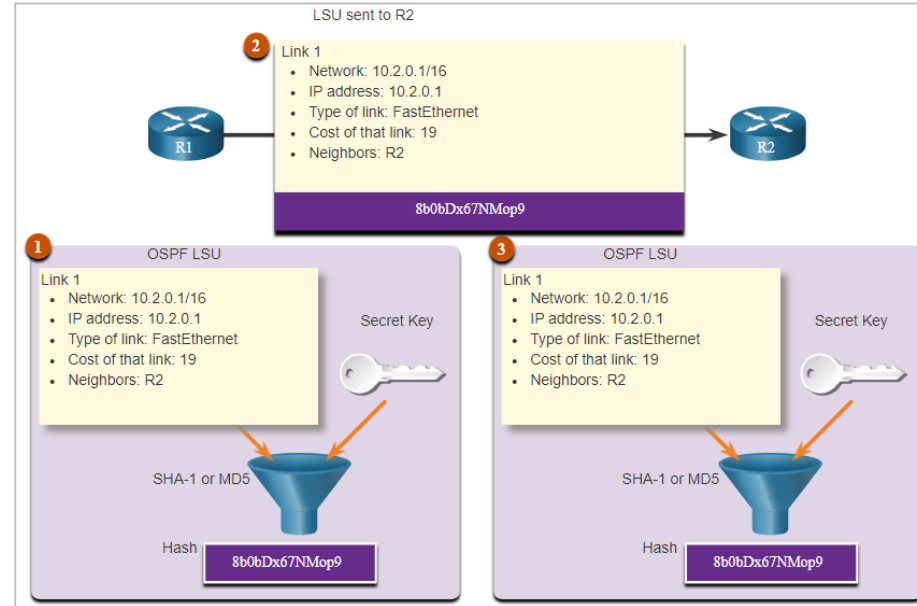 LSU sent to R2
2
Link 1
• Network: 10.2.0.1/16
• IP address: 10.2.0.1
• Type of link: FastEthernet
• Cost of that link: 19
• Neighbors: R2
R1
R2
8b0bDx67NMop9
1
OSPF LSU
Link 1
• Network: 10.2.0.1/16
• IP address: 10.2.0.1
• Type of link: FastEthernet
• Cost of that link: 19
• Neighbors: R2
Secret Key
SHA-1 or MD5
Hash
8b0bDx67NMop9
3
OSPF LSU
Link 1
• Network: 10.2.0.1/16
• IP address: 10.2.0.1
• Type of link: FastEthernet
• Cost of that link: 19
• Neighbors: R2
Secret Key
SHA-1 or MD5
Hash
8b0bDx67NMop9